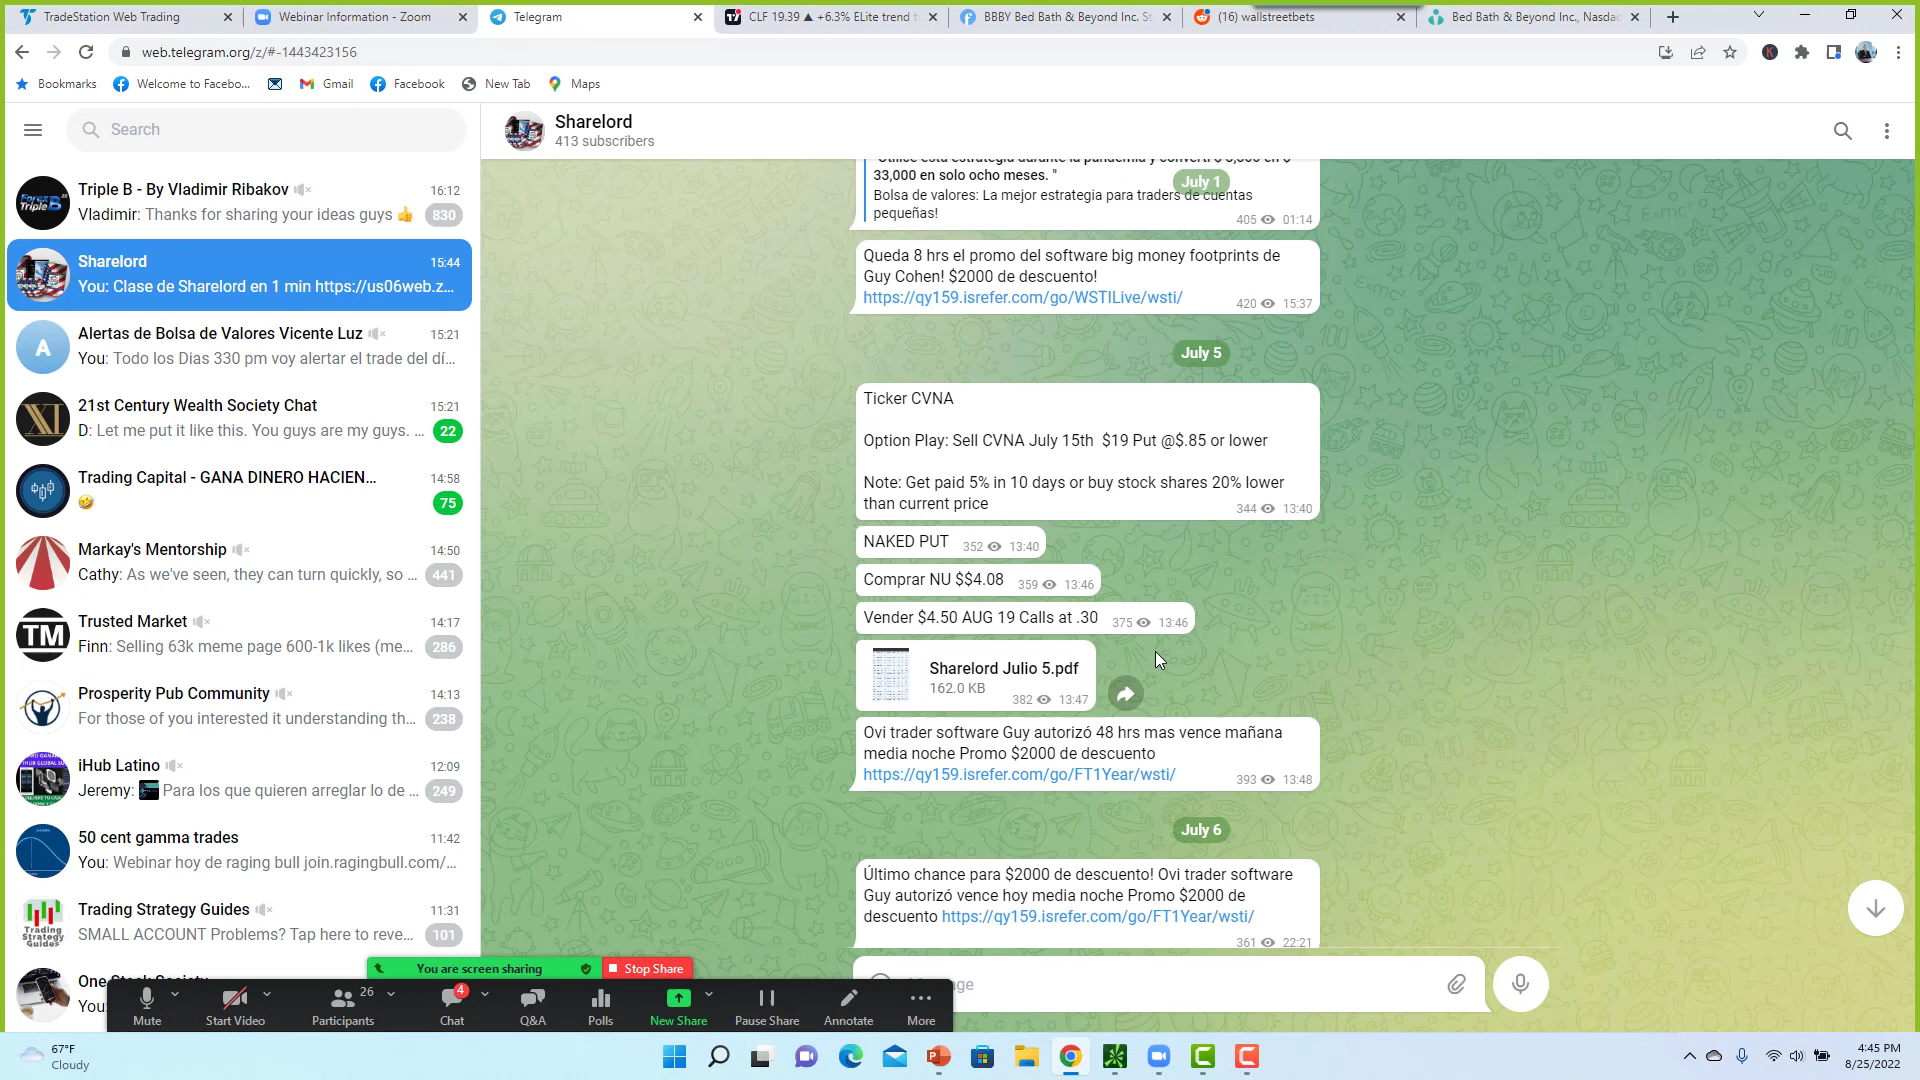 TradeStation Web Trading
Webinar Information - Zoom
Telegram
CLF 19.39 ▲ +6.3% ELite trend t
BBBY Bed Bath & Beyond Inc. St
(16) wallstreetbets
Bed Bath & Beyond Inc., Nasdaq
web.telegram.org/z/#-1443423156
Bookmarks
Welcome to Facebo...
Gmail
Facebook
New Tab
Maps
Search
Sharelord
413 subscribers
Triple B - By Vladimir Ribakov
16:12
Vladimir: Thanks for sharing your ideas guys 👍
830
Sharelord
15:44
You: Clase de Sharelord en 1 min https://us06web.z...
Alertas de Bolsa de Valores Vicente Luz
15:21
You: Todo los Dias 330 pm voy alertar el trade del dí...
21st Century Wealth Society Chat
15:21
D: Let me put it like this. You guys are my guys. ...
22
Trading Capital - GANA DINERO HACIEN...
14:58
🤣
75
Markay's Mentorship
14:50
Cathy: As we've seen, they can turn quickly, so ...
441
Trusted Market
14:17
Finn: Selling 63k meme page 600-1k likes (me...
286
Prosperity Pub Community
14:13
For those of you interested it understanding th...
238
iHub Latino
12:09
Jeremy: Para los que quieren arreglar lo de ...
249
50 cent gamma trades
11:42
You: Webinar hoy de raging bull join.ragingbull.com/...
Trading Strategy Guides
11:31
SMALL ACCOUNT Problems? Tap here to reve...
101
You:
33,000 en solo ocho meses. "
July 1
Bolsa de valores: La mejor estrategia para traders de cuentas
pequeñas!
405 01:14
Queda 8 hrs el promo del software big money footprints de
Guy Cohen! $2000 de descuento!
https://qy159.isrefer.com/go/WSTILive/wsti/
420 15:37
July 5
Ticker CVNA
Option Play: Sell CVNA July 15th $19 Put @$.85 or lower
Note: Get paid 5% in 10 days or buy stock shares 20% lower
than current price
344 13:40
NAKED PUT
352 13:40
Comprar NU $$4.08
359 13:46
Vender $4.50 AUG 19 Calls at .30
375 13:46
Sharelord Julio 5.pdf
162.0 KB
382 13:47
Ovi trader software Guy autorizó 48 hrs mas vence mañana
media noche Promo $2000 de descuento
https://qy159.isrefer.com/go/FT1Year/wsti/
393 13:48
July 6
Último chance para $2000 de descuento! Ovi trader software
Guy autorizó vence hoy media noche Promo $2000 de
descuento https://qy159.isrefer.com/go/FT1Year/wsti/
361 22:21
You are screen sharing
Stop Share
Mute
Start Video
26
Participants
4
Chat
Q&A
Polls
New Share
Pause Share
Annotate
More
67°F
Cloudy
4:45 PM
8/25/2022